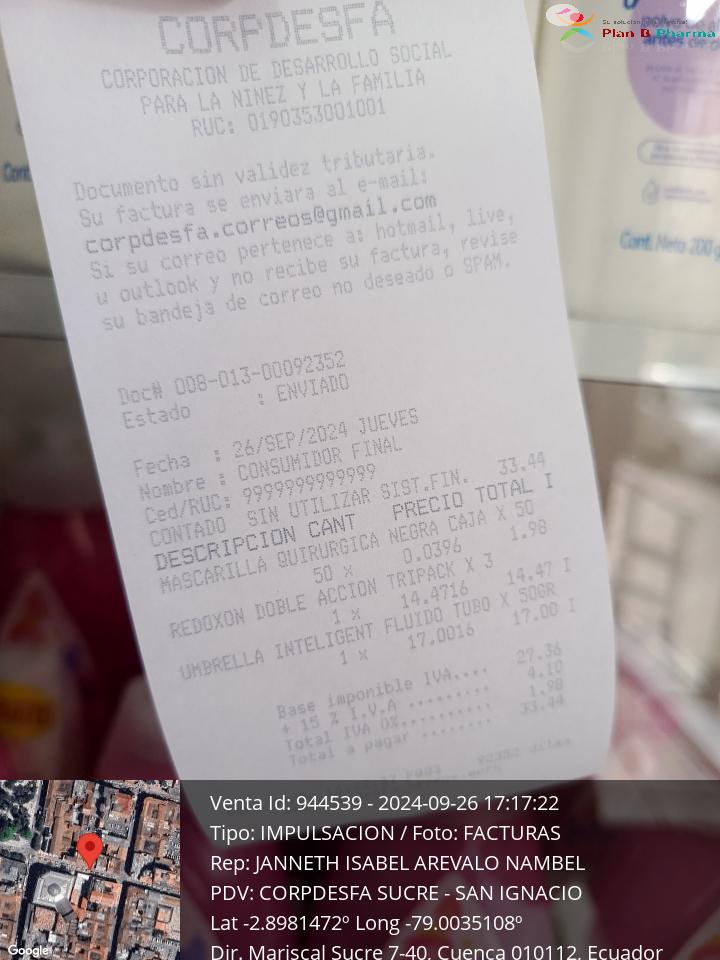 Plan B Pharma
CORPDESFA
CORPORACION DE DESARROLLO SOCIAL
PARA LA NINEZ Y LA FAMILIA
RUC: 0190353001001
Documento sin validez tributaria.
Su factura se enviara al e-mail:
corpdesfa.correos@gmail.com
Si su correo pertenece a: hotmail, live,
u outlook y no recibe su factura, revise
su bandeja de correo no deseado o SPAM.
Doc# 008-013-00092352
Estado : ENVIADO
Fecha : 26/SEP/2024 JUEVES
Nombre : CONSUMIDOR FINAL
Ced/RUC: 9999999999999
CONTADO SIN UTILIZAR SIST.FIN. 33.44
DESCRIPCION CANT PRECIO TOTAL I
MASCARILLA QUIRURGICA NEGRA CAJA X 50
50 x 0.0396 1.98
REDOXON DOBLE ACCION TRIPACK X 3
1 x 14.4716 14.47 I
UMBRELLA INTELIGENT FLUIDO TUBO X 50GR
1 x 17.0016 17.00 I
Base imponible IVA.... 27.36
+ 15 % I.V.A ......... 4.10
Total IVA 0%.......... 1.98
Total a pagar ........ 33.44
Cont. Neto 200 g
Venta Id: 944539 - 2024-09-26 17:17:22
Tipo: IMPULSACION / Foto: FACTURAS
Rep: JANNETH ISABEL AREVALO NAMBEL
PDV: CORPDESFA SUCRE - SAN IGNACIO
Lat -2.8981472º Long -79.0035108º
Dir. Mariscal Sucre 7-40, Cuenca 010112, Ecuador
Google